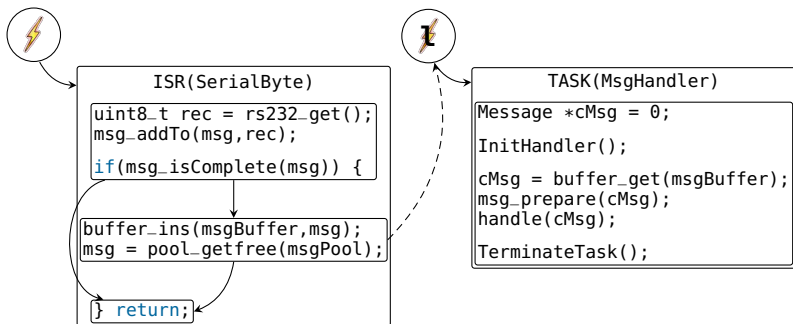 ISR(SerialByte)
uint8_t rec = rs232_get();
msg_addTo(msg,rec);
if(msg_isComplete(msg)) {
buffer_ins(msgBuffer,msg);
msg = pool_getfree(msgPool);
} return;
1
TASK(MsgHandler)
Message *cMsg = 0;
InitHandler();
cMsg = buffer_get(msgBuffer);
msg_prepare(cMsg);
handle(cMsg);
TerminateTask();